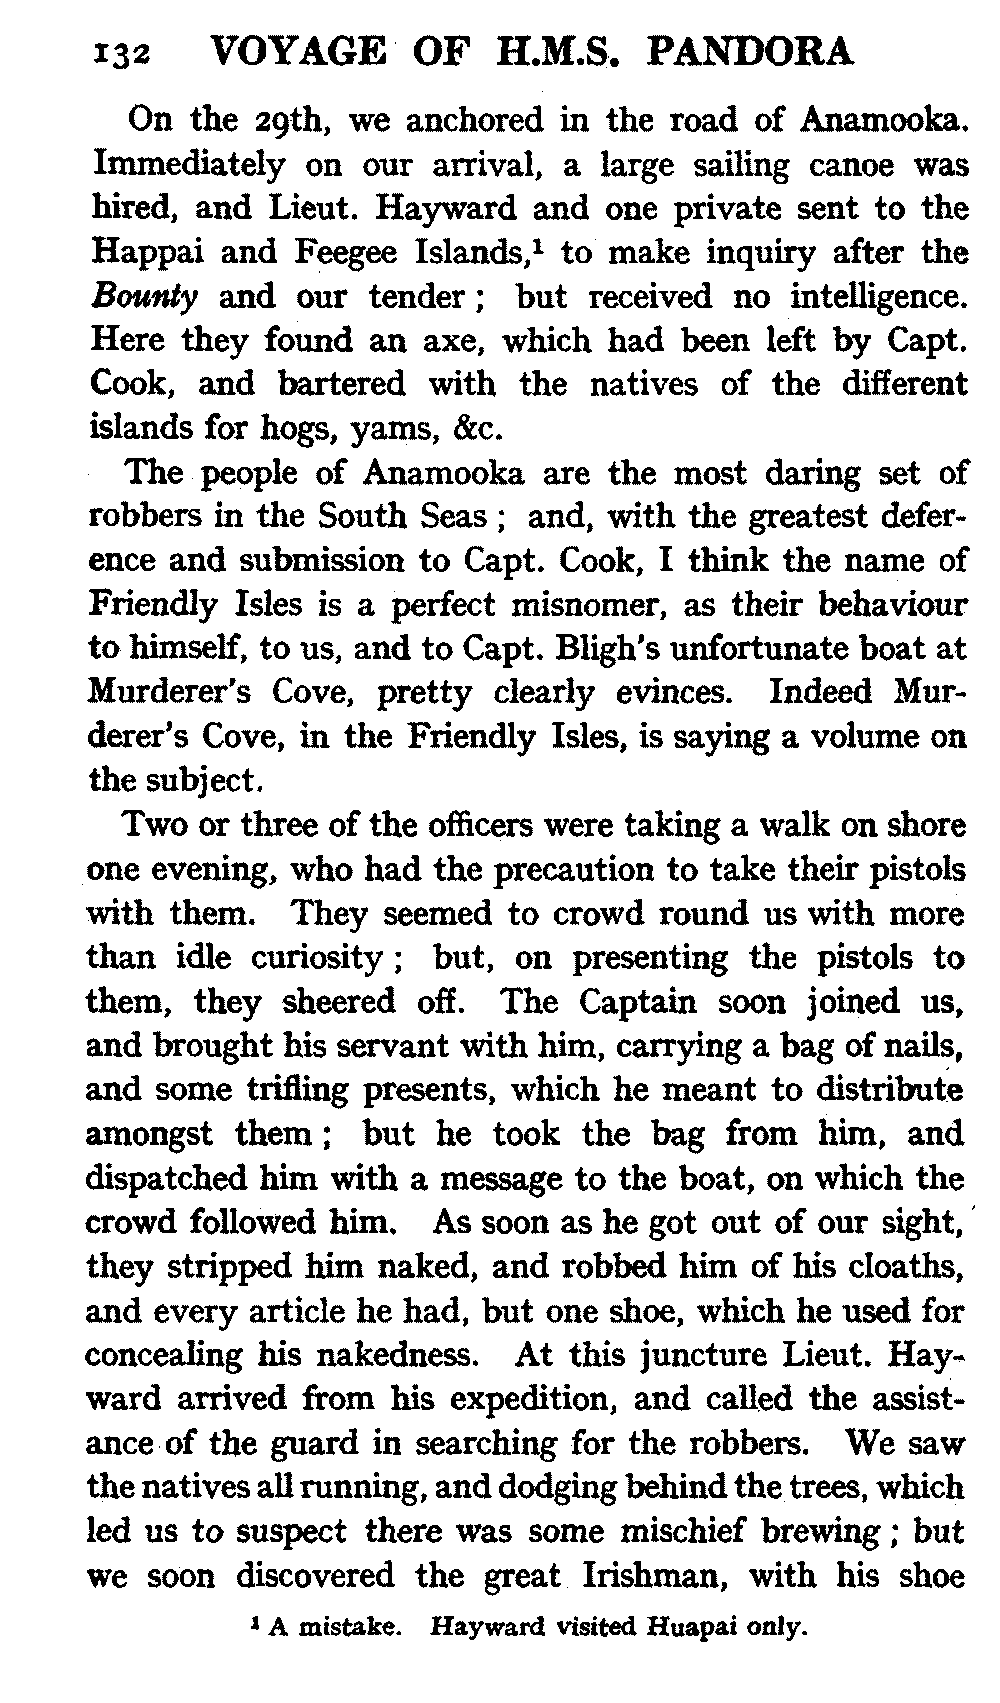 132 VOYAGE OF H.M.S. PANDORA
On the 29th, we anchored in the road of Anamooka.
Immediately on our arrival, a large sailing canoe was
hired, and Lieut. Hayward and one private sent to the
Happai and Feegee Islands,¹ to make inquiry after the
Bounty and our tender ; but received no intelligence.
Here they found an axe, which had been left by Capt.
Cook, and bartered with the natives of the different
islands for hogs, yams, &c.
The people of Anamooka are the most daring set of
robbers in the South Seas ; and, with the greatest defer-
ence and submission to Capt. Cook, I think the name of
Friendly Isles is a perfect misnomer, as their behaviour
to himself, to us, and to Capt. Bligh's unfortunate boat at
Murderer's Cove, pretty clearly evinces. Indeed Mur-
derer's Cove, in the Friendly Isles, is saying a volume on
the subject.
Two or three of the officers were taking a walk on shore
one evening, who had the precaution to take their pistols
with them. They seemed to crowd round us with more
than idle curiosity ; but, on presenting the pistols to
them, they sheered off. The Captain soon joined us,
and brought his servant with him, carrying a bag of nails,
and some trifling presents, which he meant to distribute
amongst them ; but he took the bag from him, and
dispatched him with a message to the boat, on which the
crowd followed him. As soon as he got out of our sight,
they stripped him naked, and robbed him of his cloaths,
and every article he had, but one shoe, which he used for
concealing his nakedness. At this juncture Lieut. Hay-
ward arrived from his expedition, and called the assist-
ance of the guard in searching for the robbers. We saw
the natives all running, and dodging behind the trees, which
led us to suspect there was some mischief brewing ; but
we soon discovered the great Irishman, with his shoe
¹ A mistake. Hayward visited Huapai only.